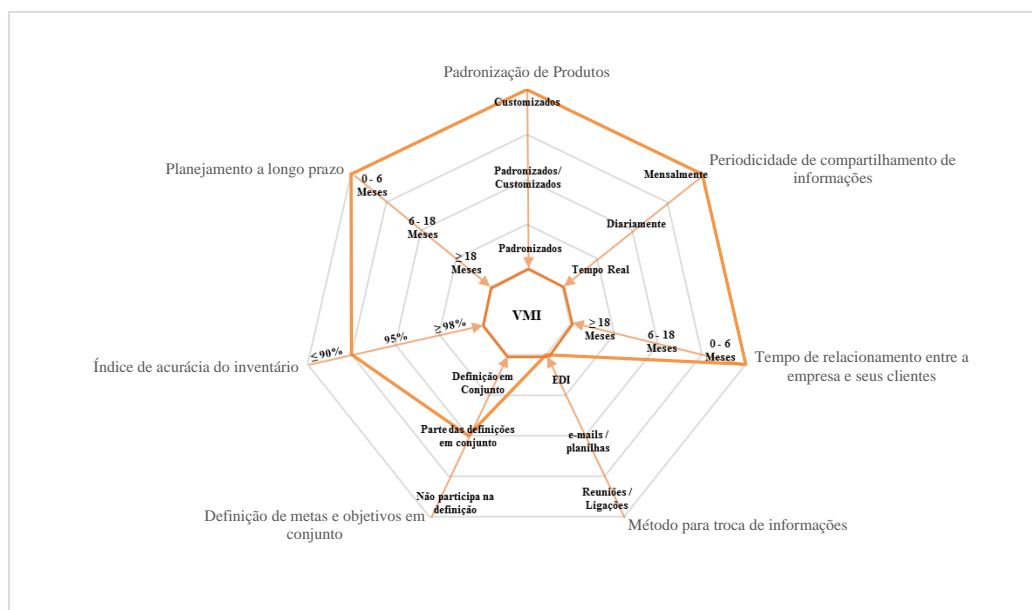 Padronização de Produtos
Customizados
Planejamento a longo prazo
Periodicidade de compartilhamento de
informações
0 - 6
Meses
Mensalmente
Padronizados/
Customizados
6 - 18
Meses
Diariamente
Padronizados
≥ 18
Meses
Tempo Real
VMI
≥ 18
Meses
6 - 18
Meses
0 - 6
Meses
≥ 98%
95%
≤ 90%
Índice de acurácia do inventário
Tempo de relacionamento entre a
empresa e seus clientes
Definição em
Conjunto
EDI
Parte das definições
em conjunto
e-mails /
planilhas
Não participa na
definição
Reuniões /
Ligações
Definição de metas e objetivos em
conjunto
Método para troca de informações